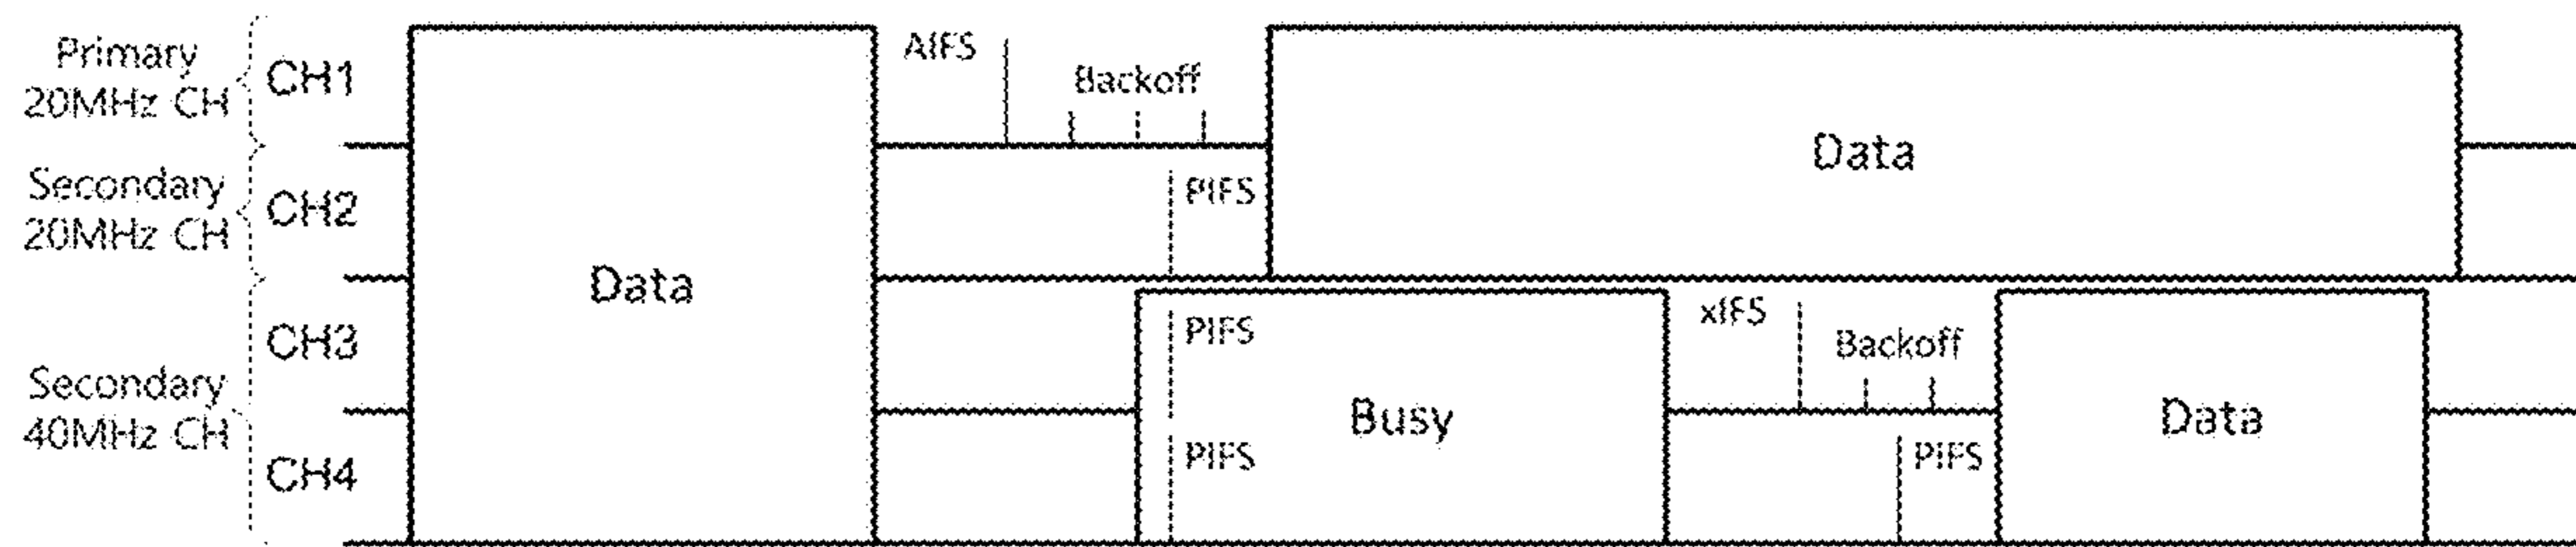 Primary
20MHz CH
CH1
Secondary
20MHz CH
CH2
Secondary
40MHz CH
CH3
CH4
Data
AIFS
Backoff
PIFS
Data
PIFS
PIFS
Busy
xIFS
Backoff
PIFS
Data